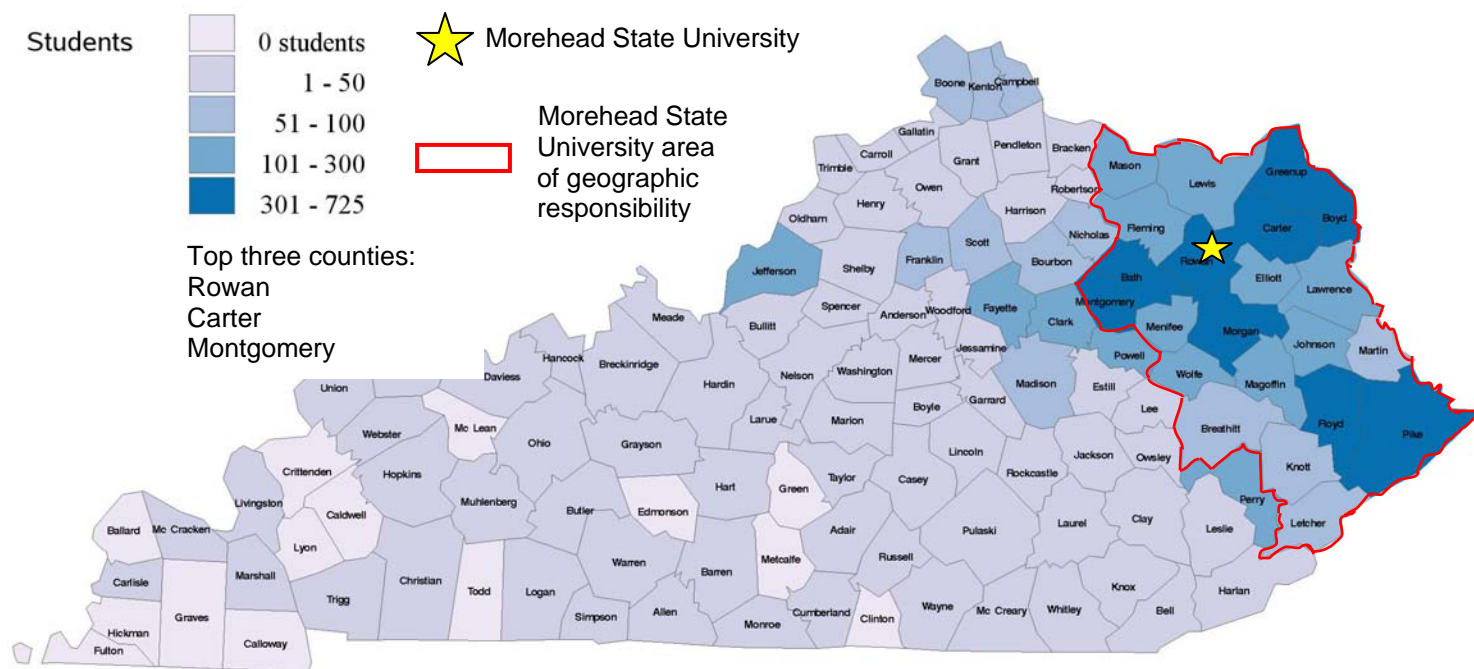 Students
0 students
1 - 50
51 - 100
101 - 300
301 - 725
Morehead State University
Morehead State
University area
of geographic
responsibility
Top three counties:
Rowan
Carter
Montgomery
Boone
Kenton
Campbell
Gallatin
Pendleton
Bracken
Carroll
Grant
Trimble
Mason
Lewis
Greenup
Owen
Robertson
Henry
Harrison
Oldham
Fleming
Carter
Boyd
Nicholas
Scott
Jefferson
Franklin
Shelby
Bourbon
Rowan
Bath
Elliott
Lawrence
Spencer
Woodford
Fayette
Montgomery
Anderson
Meade
Bullitt
Clark
Menifee
Morgan
Hancock
Jessamine
Powell
Johnson
Martin
Breckinridge
Mercer
Washington
Daviess
Nelson
Wolfe
Hardin
Madison
Estill
Magoffin
Union
Garrard
Boyle
Lee
Larue
Marion
Floyd
Breathitt
Pike
Webster
Mc Lean
Ohio
Grayson
Lincoln
Jackson
Owsley
Knott
Crittenden
Hopkins
Rockcastle
Taylor
Casey
Hart
Green
Livingston
Muhlenberg
Perry
Butler
Edmonson
Caldwell
Letcher
Clay
Laurel
Leslie
Ballard
Mc Cracken
Adair
Pulaski
Lyon
Russell
Metcalfe
Warren
Barren
Marshall
Carlisle
Christian
Todd
Logan
Knox
Harlan
Trigg
Wayne
Mc Creary
Whitley
Bell
Allen
Cumberland
Simpson
Graves
Clinton
Monroe
Hickman
Calloway
Fulton